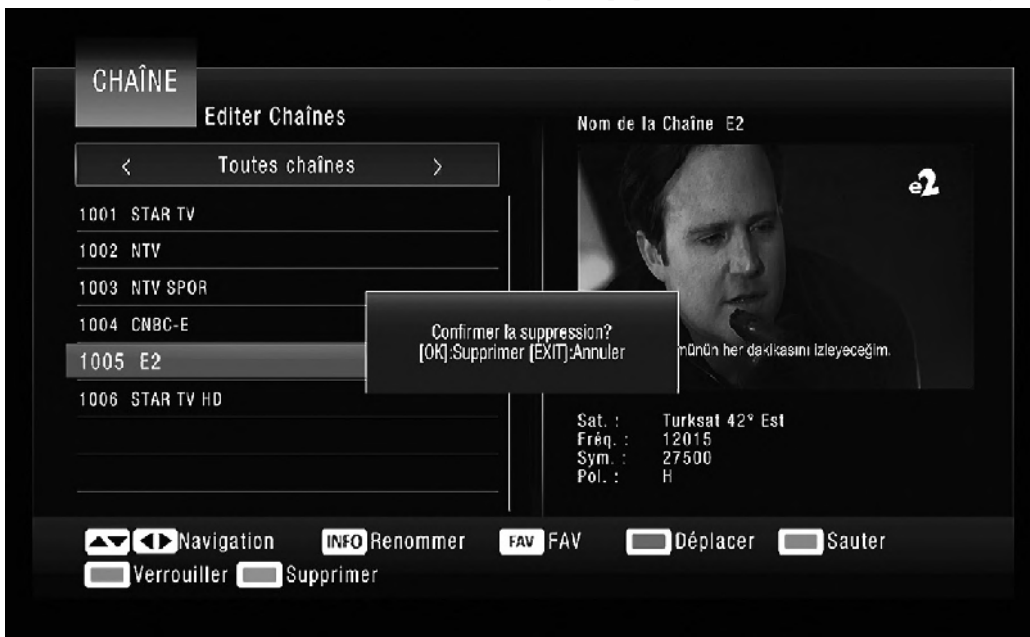 CHAÎNE
Editer Chaînes
< Toutes chaînes >
1001 STAR TV
1002 NTV
1003 NTV SPOR
1004 CNBC-E
1005 E2
1006 STAR TV HD
Nom de la Chaîne E2
e2
münün her dakikasını izleyeceğim.
Confirmer la suppression?
[OK]:Supprimer [EXIT]:Annuler
Sat. : Turksat 42° Est
Fréq. : 12015
Sym. : 27500
Pol. : H
Navigation INFO Renommer FAV FAV Déplacer Sauter
Verrouiller Supprimer